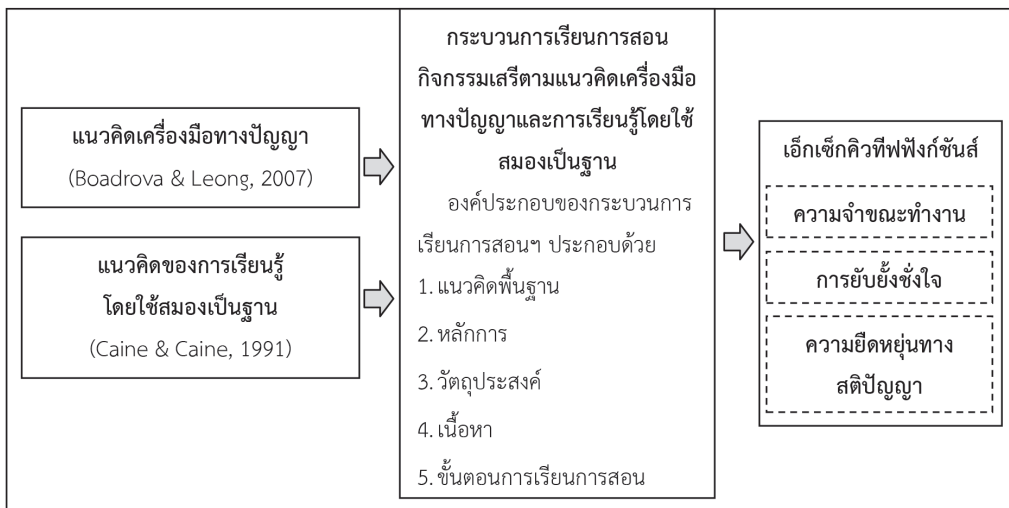 แนวคิดเครื่องมือทางปัญญา
(Boadrova & Leong, 2007)
แนวคิดของการเรียนรู้
โดยใช้สมองเป็นฐาน
(Caine & Caine, 1991)
กระบวนการเรียนการสอน
กิจกรรมเสรีตามแนวคิดเครื่องมือ
ทางปัญญาและการเรียนรู้โดยใช้
สมองเป็นฐาน
องค์ประกอบของกระบวนการ
เรียนการสอนฯ ประกอบด้วย
1. แนวคิดพื้นฐาน
2. หลักการ
3. วัตถุประสงค์
4. เนื้อหา
5. ขั้นตอนการเรียนการสอน
เอ็กเซ็กคิวทีฟฟังก์ชันส์
ความจำขณะทำงาน
การยับยั้งชั่งใจ
ความยืดหยุ่นทาง
สติปัญญา